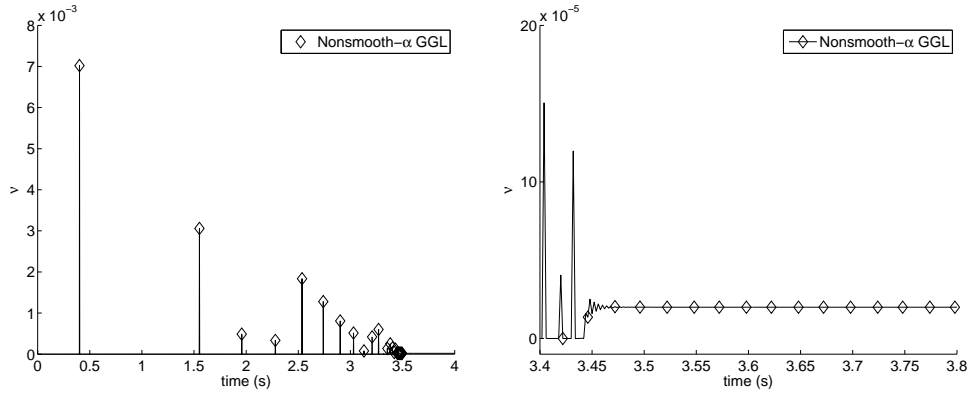 x 10⁻³
8
7
6
5
4
3
2
1
0
ν
0 0.5 1 1.5 2 2.5 3 3.5 4
time (s)
Nonsmooth−α GGL
x 10⁻⁵
20
10
0
ν
3.4 3.45 3.5 3.55 3.6 3.65 3.7 3.75 3.8
time (s)
Nonsmooth−α GGL